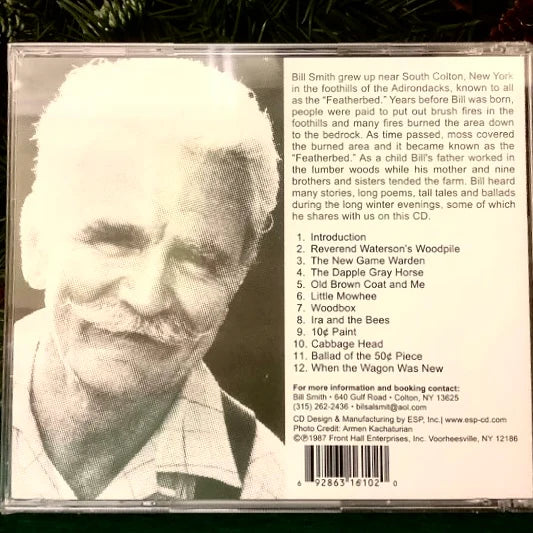 Bill Smith grew up near South Colton, New York
in the foothills of the Adirondacks, known to all
as the "Featherbed." Years before Bill was born,
people were paid to put out brush fires in the
foothills and many fires burned the area down
to the bedrock. As time passed, moss covered
the burned area and it became known as the
"Featherbed." As a child Bill's father worked in
the lumber woods while his mother and nine
brothers and sisters tended the farm. Bill heard
many stories, long poems, tall tales and ballads
during the long winter evenings, some of which
he shares with us on this CD.
1. Introduction
2. Reverend Waterson's Woodpile
3. The New Game Warden
4. The Dapple Gray Horse
5. Old Brown Coat and Me
6. Little Mowhee
7. Woodbox
8. Ira and the Bees
9. 10¢ Paint
10. Cabbage Head
11. Ballad of the 50¢ Piece
12. When the Wagon Was New
For more information and booking contact:
Bill Smith • 640 Gulf Road • Colton, NY 13625
(315) 262-2436 • bilsalsmit@aol.com
CD Design & Manufacturing by ESP, Inc.| www.esp-cd.com
Photo Credit: Armen Kachaturian
©℗1987 Front Hall Enterprises, Inc. Voorheesville, NY 12186
6 92863 16102 0